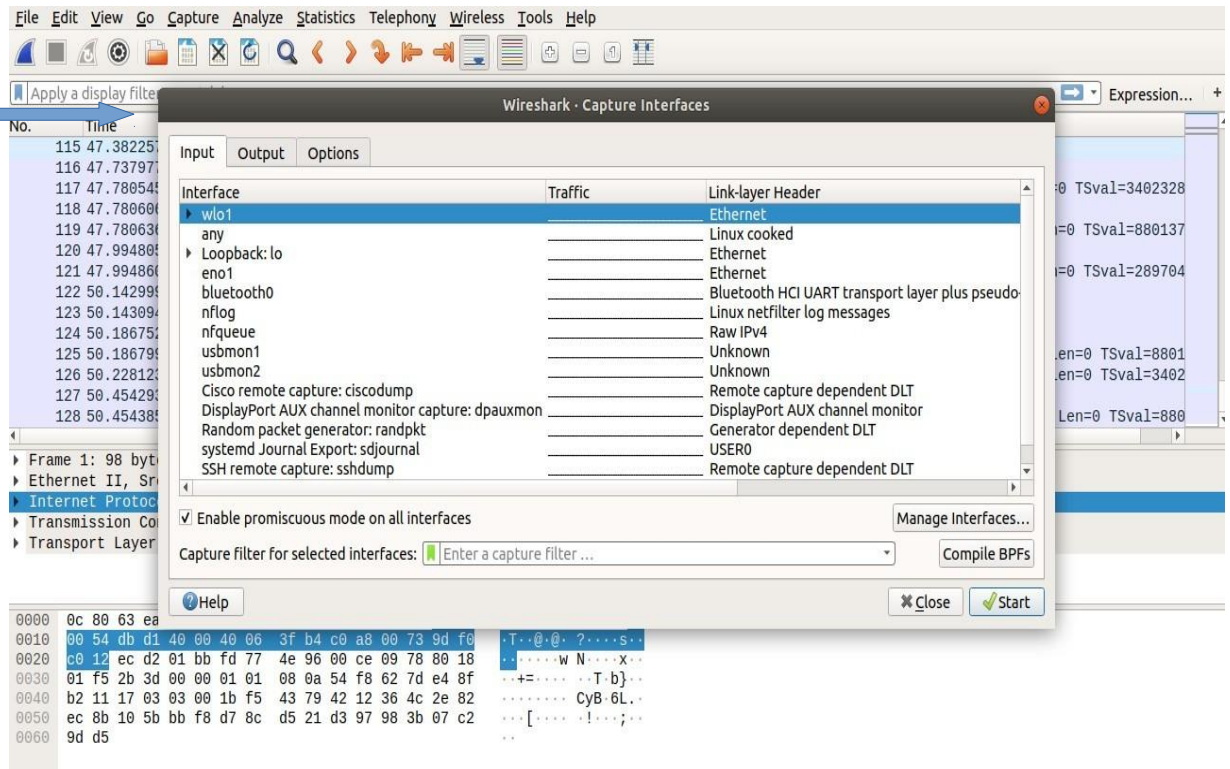 File Edit View Go Capture Analyze Statistics Telephony Wireless Tools Help
Apply a display filter
Expression... +
Wireshark · Capture Interfaces
No. Time
Input Output Options
Interface Traffic Link-layer Header
wlo1 Ethernet
any Linux cooked
Loopback: lo Ethernet
eno1 Ethernet
bluetooth0 Bluetooth HCI UART transport layer plus pseudo-
nflog Linux netfilter log messages
nfqueue Raw IPv4
usbmon1 Unknown
usbmon2 Unknown
Cisco remote capture: ciscodump Remote capture dependent DLT
DisplayPort AUX channel monitor capture: dpauxmon DisplayPort AUX channel monitor
Random packet generator: randpkt Generator dependent DLT
systemd Journal Export: sdjournal USER0
SSH remote capture: sshdump Remote capture dependent DLT
Enable promiscuous mode on all interfaces Manage Interfaces...
Capture filter for selected interfaces: Enter a capture filter ... Compile BPFs
Help Close Start
115 47.382257
116 47.737977
117 47.780545 =0 TSval=3402328
118 47.780606
119 47.780636 n=0 TSval=880137
120 47.994805
121 47.994860 n=0 TSval=289704
122 50.142999
123 50.143094
124 50.186752
125 50.186799 Len=0 TSval=8801
126 50.228123 Len=0 TSval=3402
127 50.454293
128 50.454385 Len=0 TSval=880
Frame 1: 98 byt
Ethernet II, Sr
Internet Protoc
Transmission Co
Transport Layer
0000 0c 80 63 ea
0010 00 54 db d1 40 00 40 06 3f b4 c0 a8 00 73 9d f0 ·T··@·@· ?····s··
0020 c0 12 ec d2 01 bb fd 77 4e 96 00 ce 09 78 80 18 ·······w N····x··
0030 01 f5 2b 3d 00 00 01 01 08 0a 54 f8 62 7d e4 8f ··+=···· ··T·b}··
0040 b2 11 17 03 03 00 1b f5 43 79 42 12 36 4c 2e 82 ········ CyB·6L.·
0050 ec 8b 10 5b bb f8 d7 8c d5 21 d3 97 98 3b 07 c2 ···[···· ·!···;··
0060 9d d5 ··